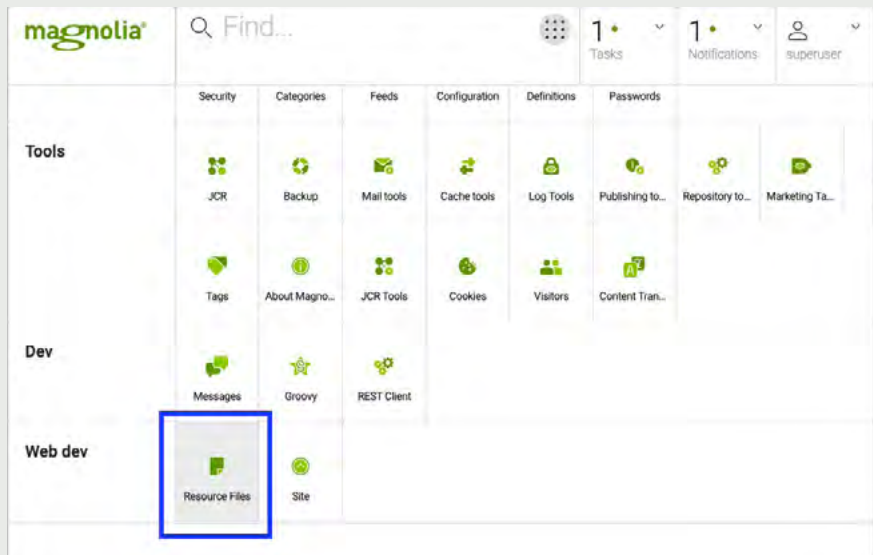 magnolia®
Find...
1
Tasks
1
Notifications
superuser
Security Categories Feeds Configuration Definitions Passwords
Tools
JCR Backup Mail tools Cache tools Log Tools Publishing to... Repository to... Marketing Ta...
Tags About Magno... JCR Tools Cookies Visitors Content Tran...
Dev
Messages Groovy REST Client
Web dev
Resource Files Site